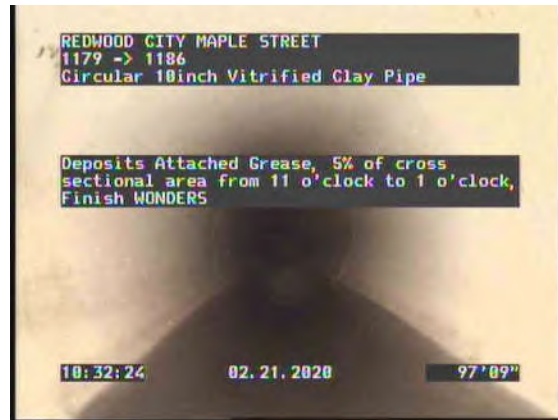 REDWOOD CITY MAPLE STREET
1179 -> 1186
Circular 10inch Vitrified Clay Pipe
Deposits Attached Grease, 5% of cross
sectional area from 11 o'clock to 1 o'clock,
Finish WONDERS
10:32:24 02.21.2020 97'09"